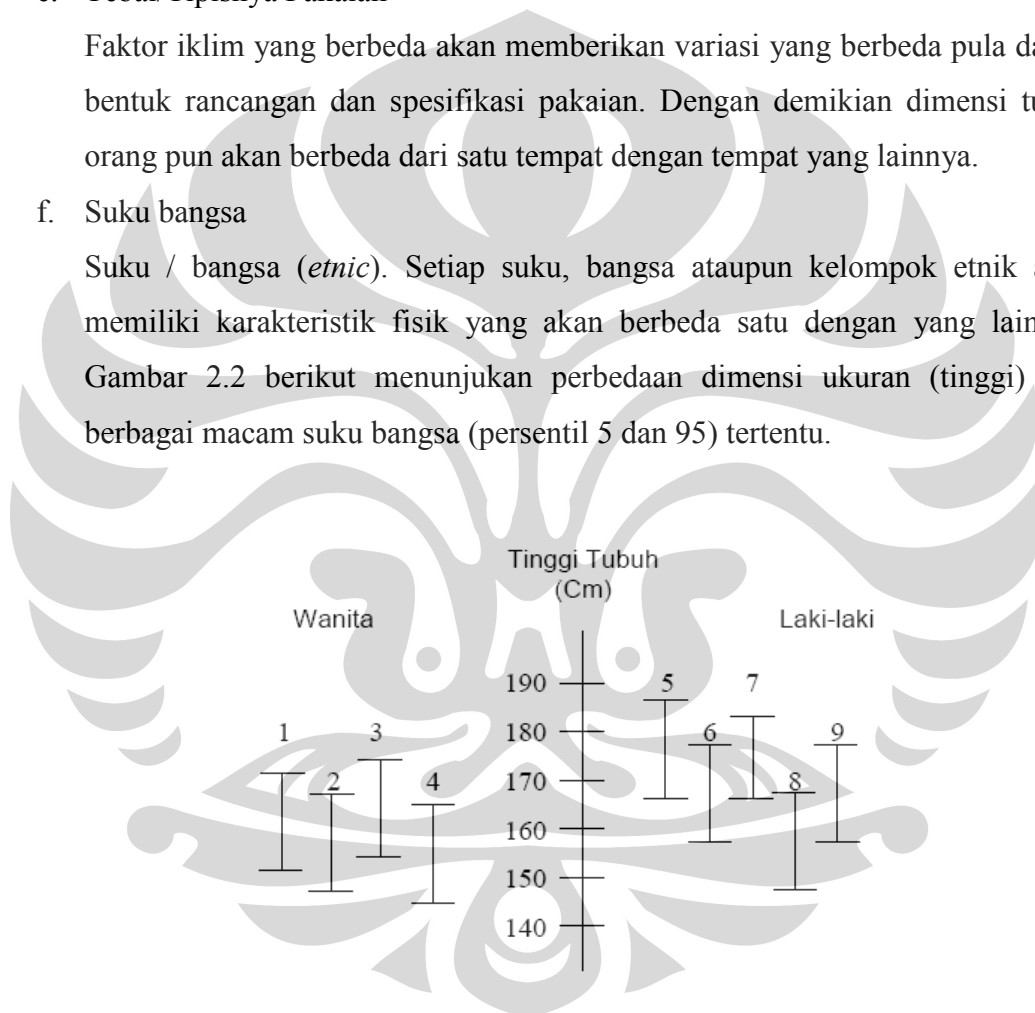 Faktor iklim yang berbeda akan memberikan variasi yang berbeda pula
bentuk rancangan dan spesifikasi pakaian. Dengan demikian dimensi
orang pun akan berbeda dari satu tempat dengan tempat yang lainnya.
f. Suku bangsa
Suku / bangsa (etnic). Setiap suku, bangsa ataupun kelompok etnik
memiliki karakteristik fisik yang akan berbeda satu dengan yang
Gambar 2.2 berikut menunjukan perbedaan dimensi ukuran (tinggi)
berbagai macam suku bangsa (persentil 5 dan 95) tertentu.
Tinggi Tubuh
(Cm)
Wanita Laki-laki
190 5 7
1 3 180 6 9
2 4 170 8
160
150
140